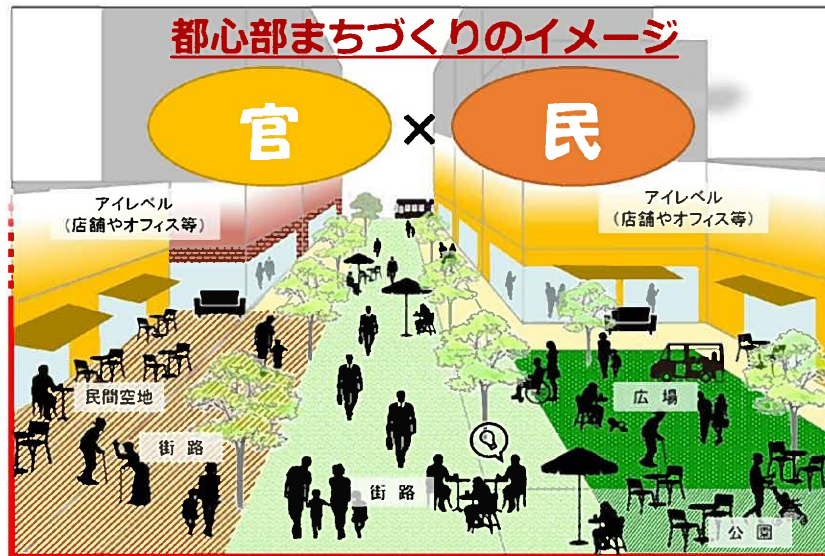 都心部まちづくりのイメージ
官 × 民
アイレベル
(店舗やオフィス等)
アイレベル
(店舗やオフィス等)
民間空地
広 場
街 路
街 路
公 園